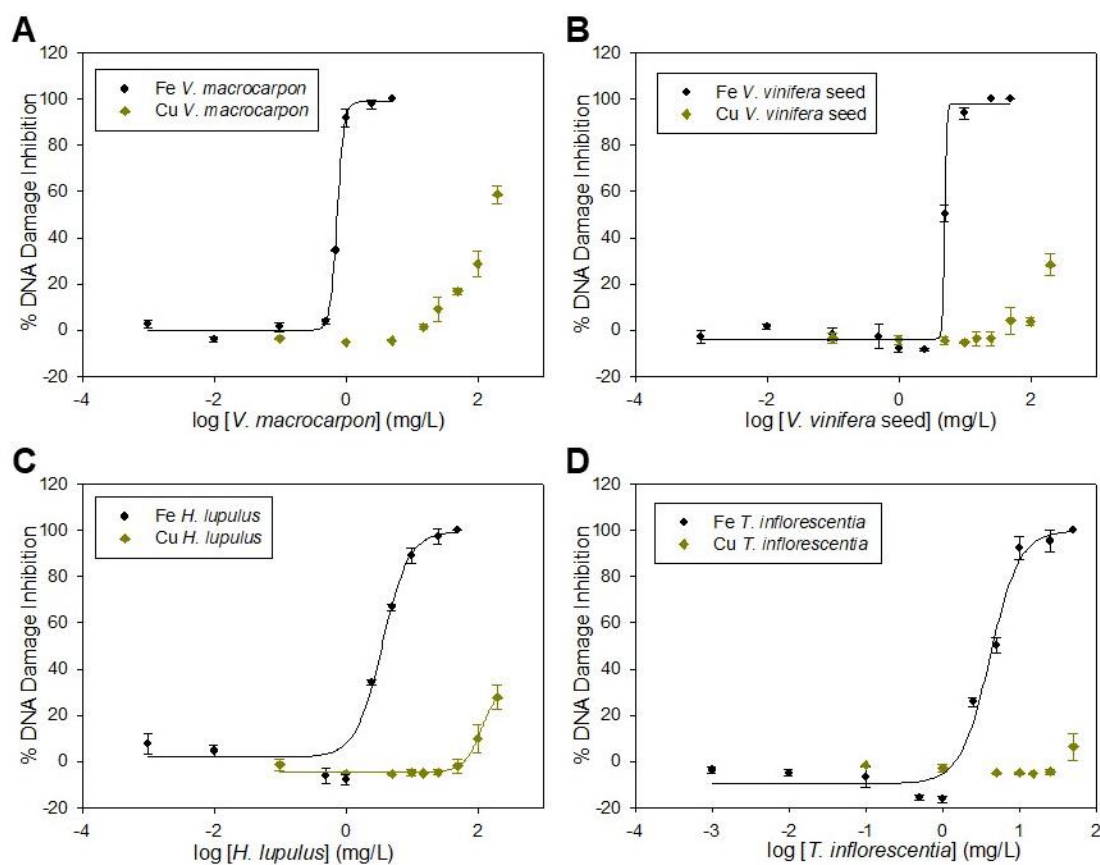 A
% DNA Damage Inhibition
120
100
80
60
40
20
0
-20
Fe V. macrocarpon
Cu V. macrocarpon
-4
-2
0
2
log [V. macrocarpon] (mg/L)
B
% DNA Damage Inhibition
120
100
80
60
40
20
0
-20
Fe V. vinifera seed
Cu V. vinifera seed
-4
-2
0
2
log [V. vinifera seed] (mg/L)
C
% DNA Damage Inhibition
120
100
80
60
40
20
0
-20
Fe H. lupulus
Cu H. lupulus
-4
-2
0
2
log [H. lupulus] (mg/L)
D
% DNA Damage Inhibition
120
100
80
60
40
20
0
-20
Fe T. inflorescentia
Cu T. inflorescentia
-3
-2
-1
0
1
2
log [T. inflorescentia] (mg/L)